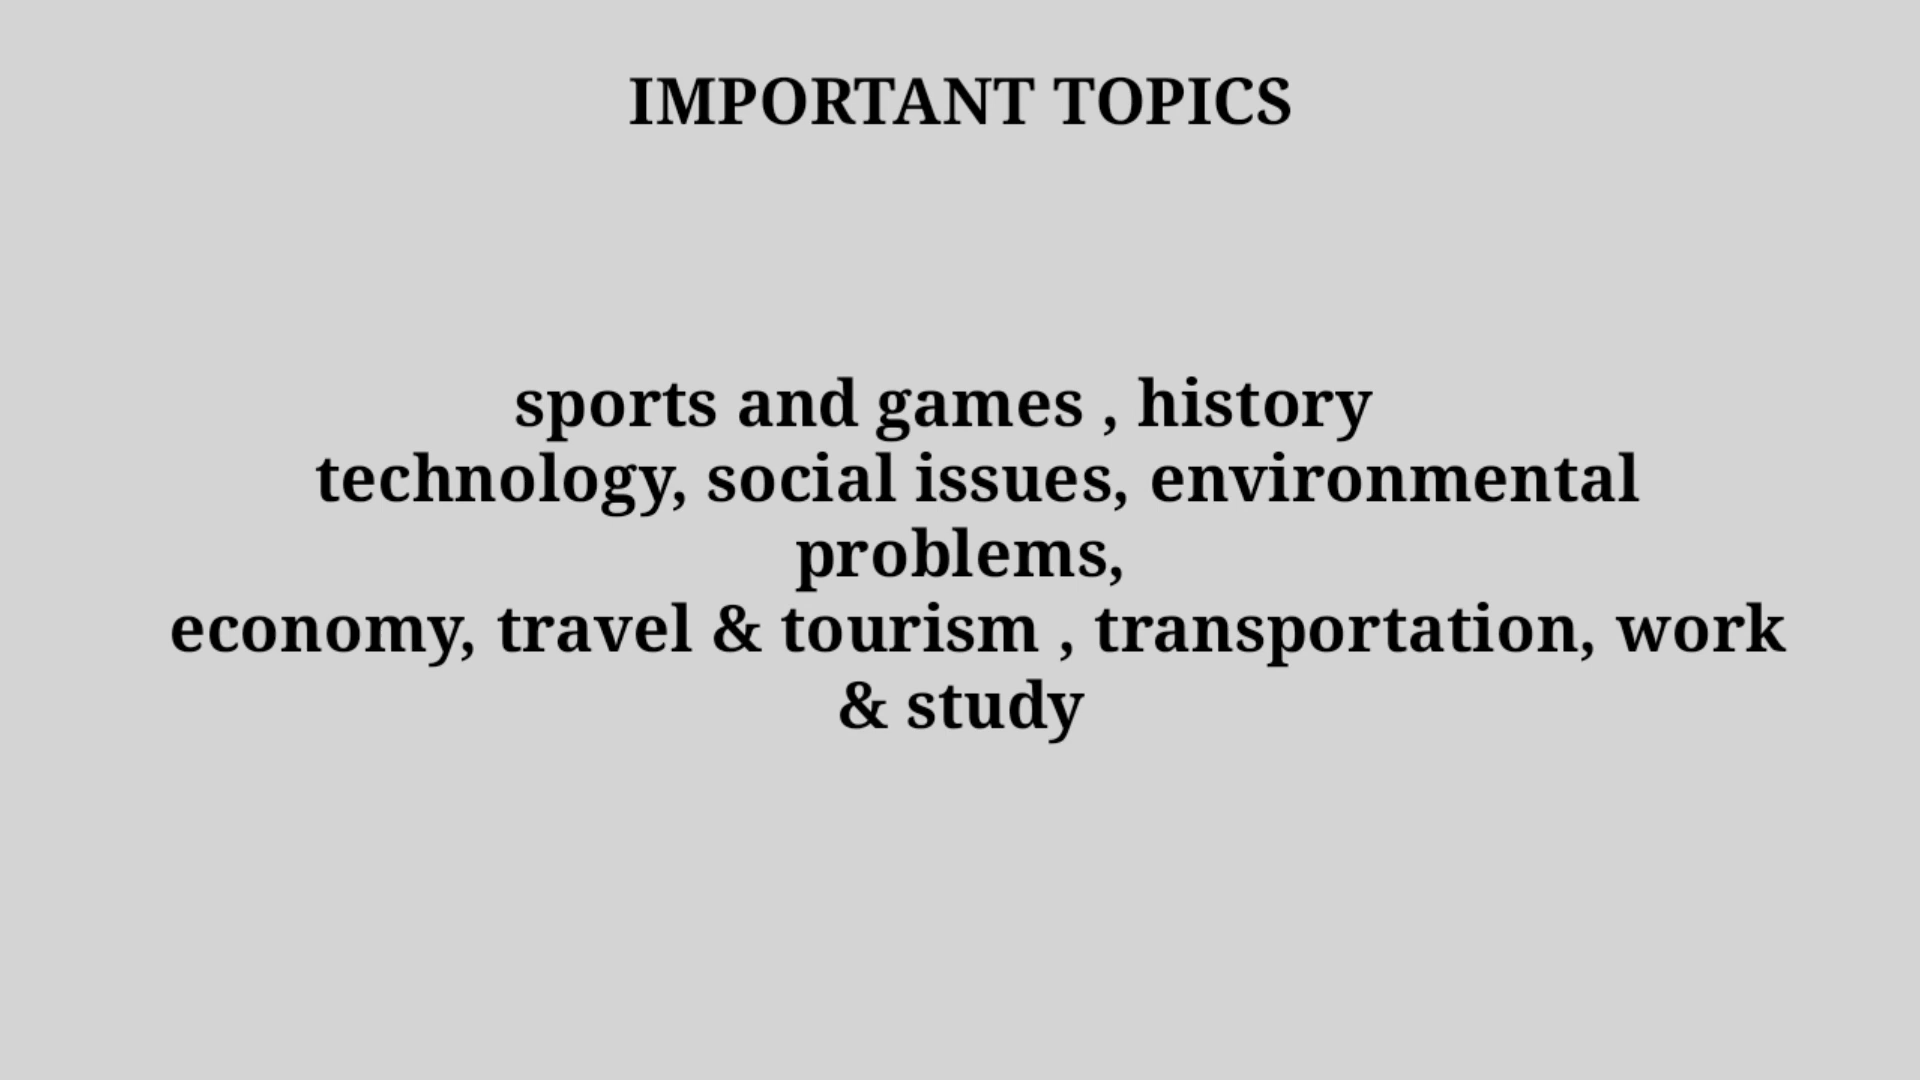 IMPORTANT TOPICS
sports and games , history
technology, social issues, environmental
problems,
economy, travel & tourism , transportation, work
& study